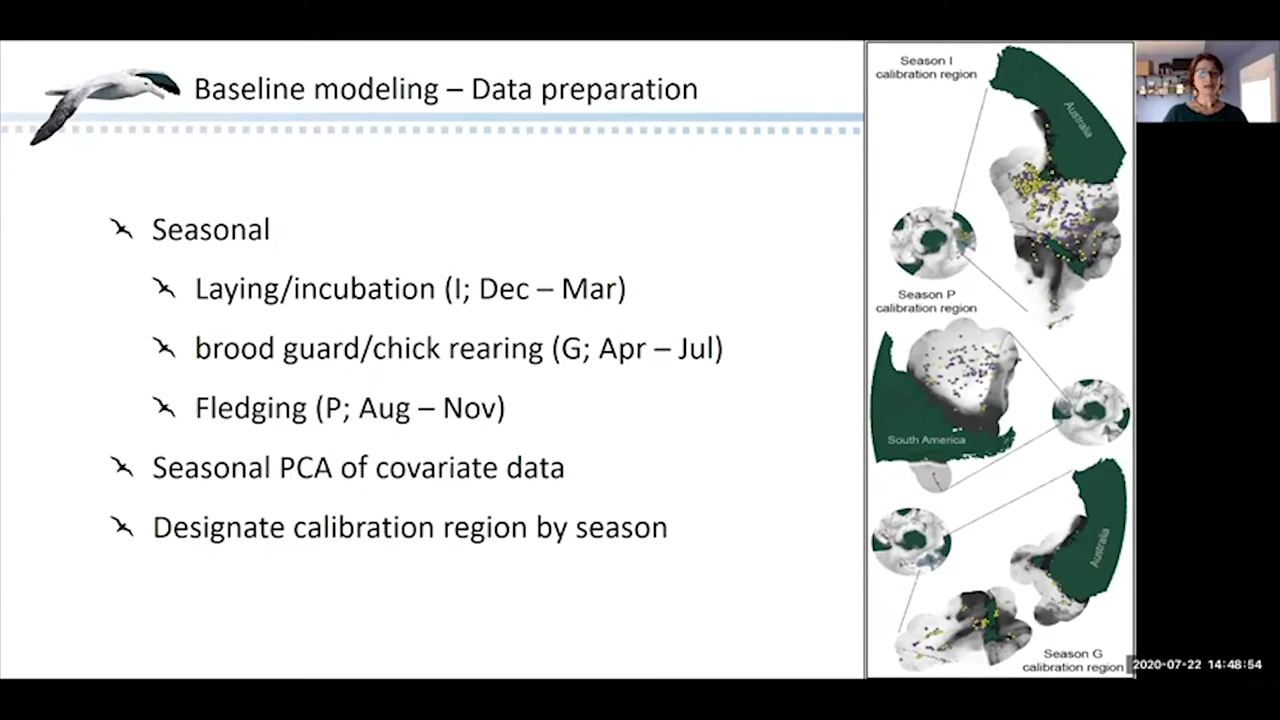 Baseline modeling – Data preparation
Seasonal
Laying/incubation (I; Dec – Mar)
brood guard/chick rearing (G; Apr – Jul)
Fledging (P; Aug – Nov)
Seasonal PCA of covariate data
Designate calibration region by season
Season I
calibration region
Australia
Season P
calibration region
South America
Australia
Season G
calibration region
2020-07-22 14:48:54